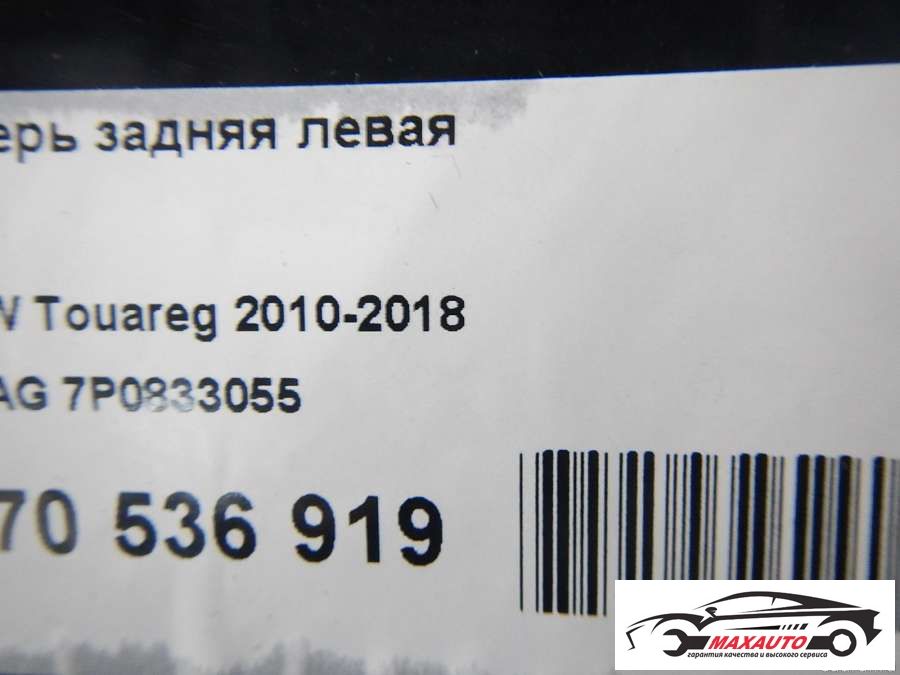 ерь задняя левая
W Touareg 2010-2018
AG 7P0833055
70 536 919
MAXAUTO
гарантия качества и высокого сервиса